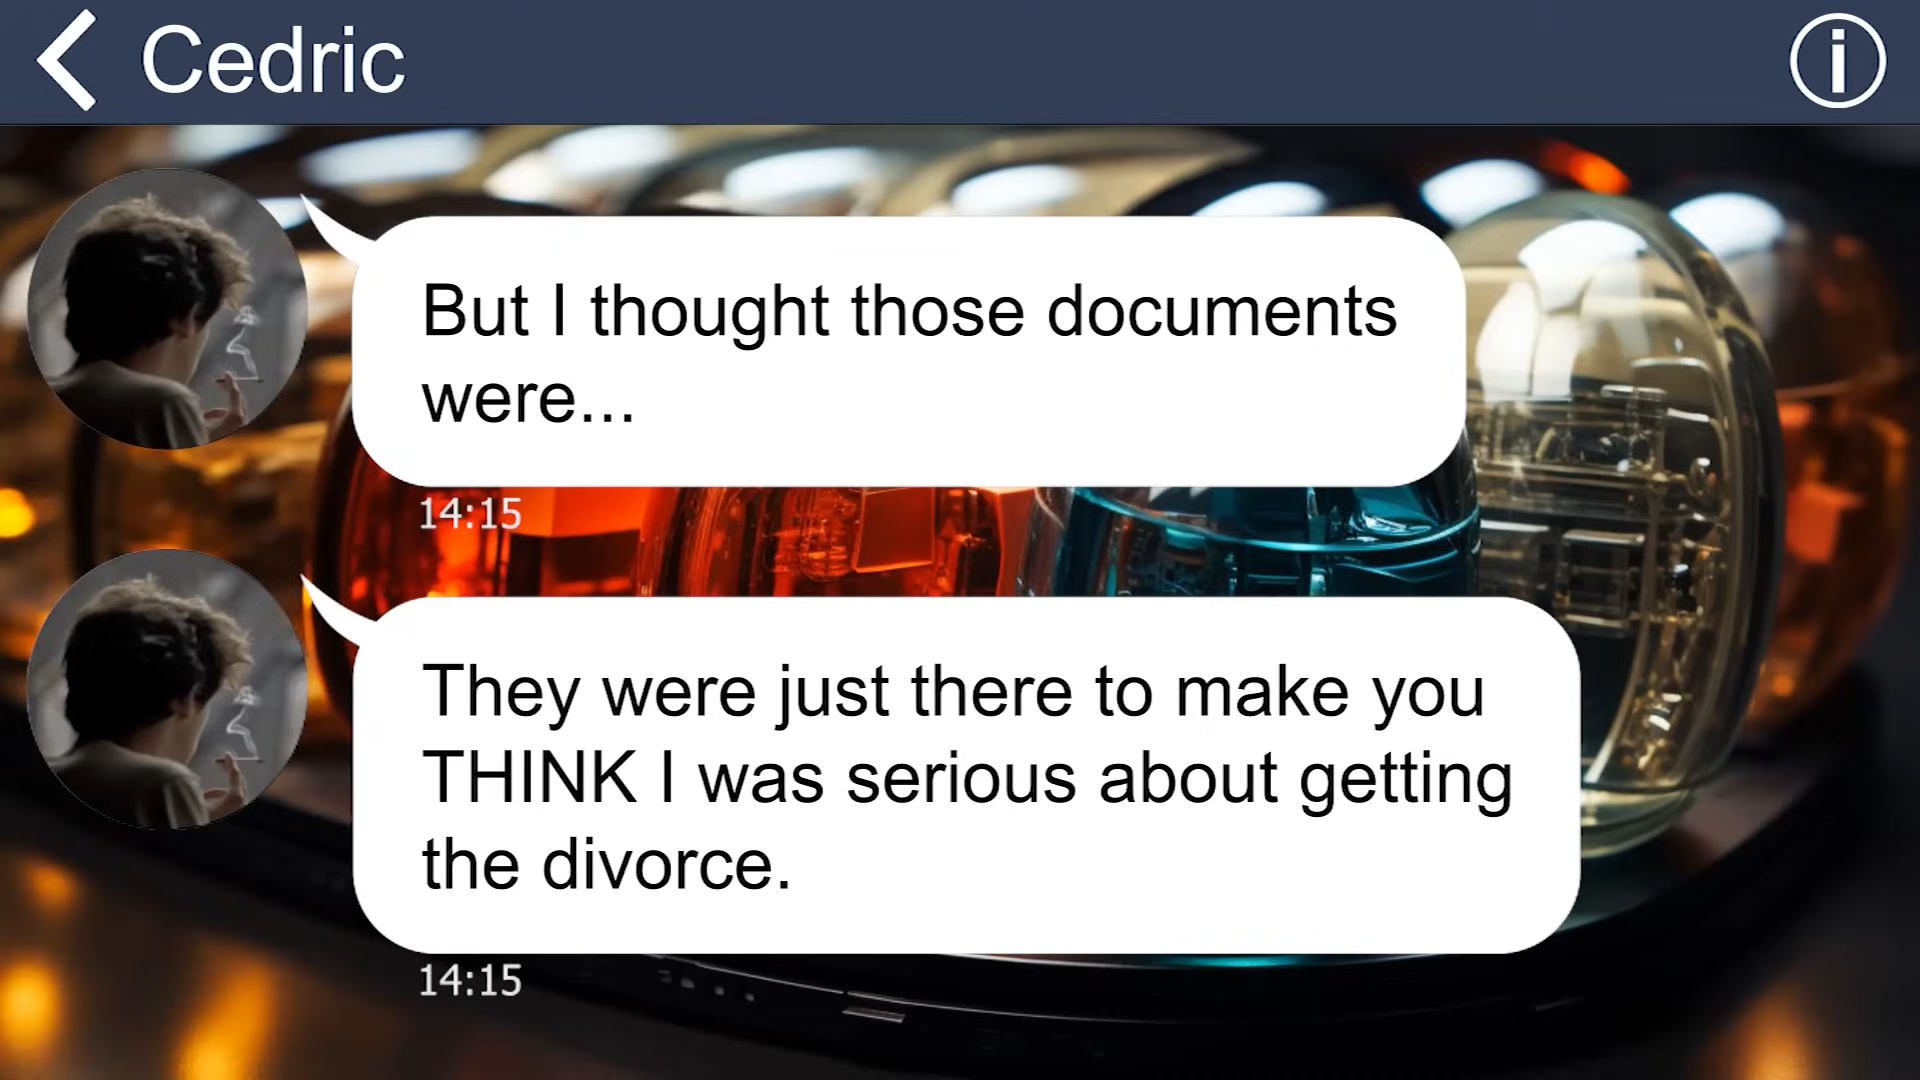 Cedric
But I thought those documents
were...
14:15
They were just there to make you
THINK I was serious about getting
the divorce.
14:15